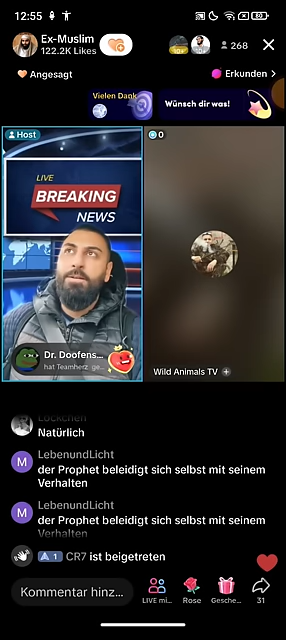 12:55
80
Ex-Muslim
122.2K Likes
268
Angesagt
Erkunden
Vielen Dank
Wünsch dir was!
Host
0
LIVE
BREAKING
NEWS
Dr. Doofens...
hat Teamherz ge...
Wild Animals TV +
Löckchen
Natürlich
M
LebenundLicht
der Prophet beleidigt sich selbst mit seinem
Verhalten
M
LebenundLicht
der Prophet beleidigt sich selbst mit seinem
Verhalten
1 CR7 ist beigetreten
Kommentar hinz...
LIVE mi...
Rose
Gesche...
31